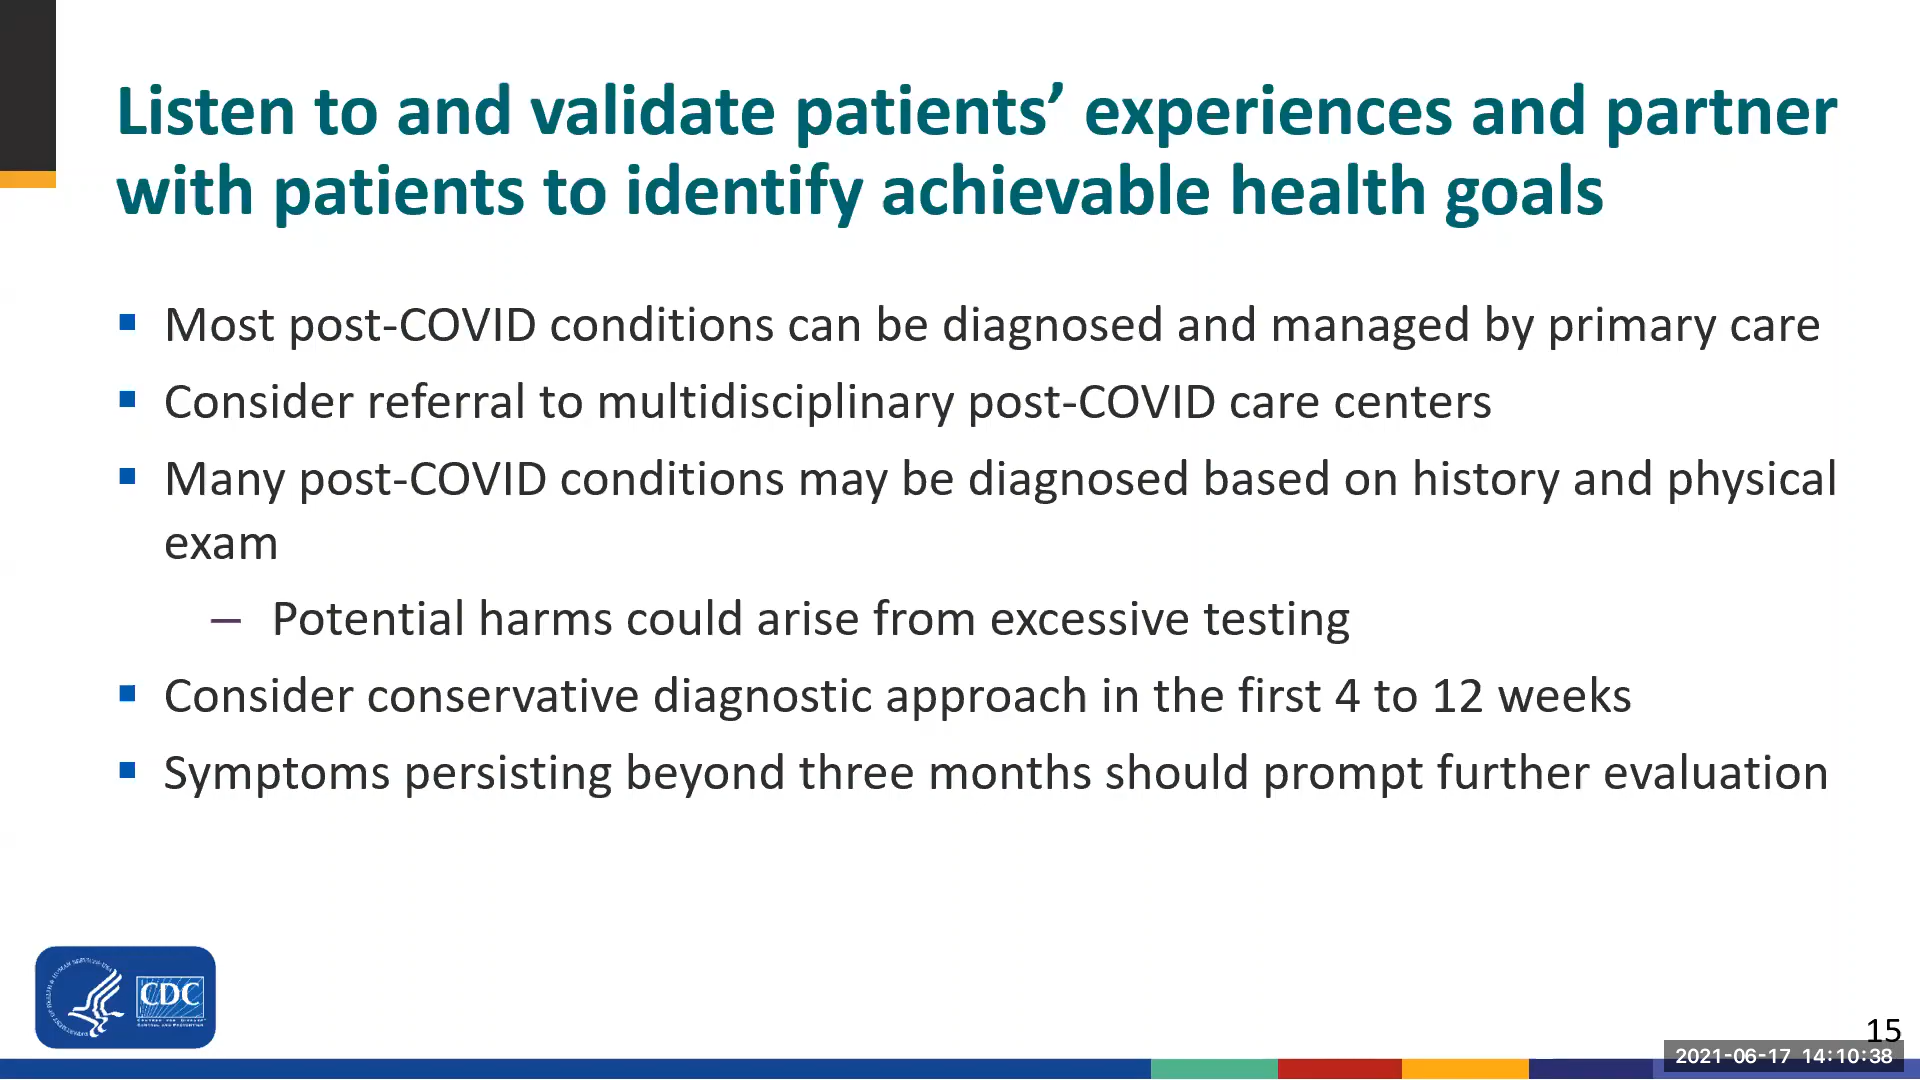 Listen to and validate patients’ experiences and partner
with patients to identify achievable health goals
▪ Most post-COVID conditions can be diagnosed and managed by primary care
▪ Consider referral to multidisciplinary post-COVID care centers
▪ Many post-COVID conditions may be diagnosed based on history and physical
exam
– Potential harms could arise from excessive testing
▪ Consider conservative diagnostic approach in the first 4 to 12 weeks
▪ Symptoms persisting beyond three months should prompt further evaluation
CDC
15
2021-06-17 14:10:38